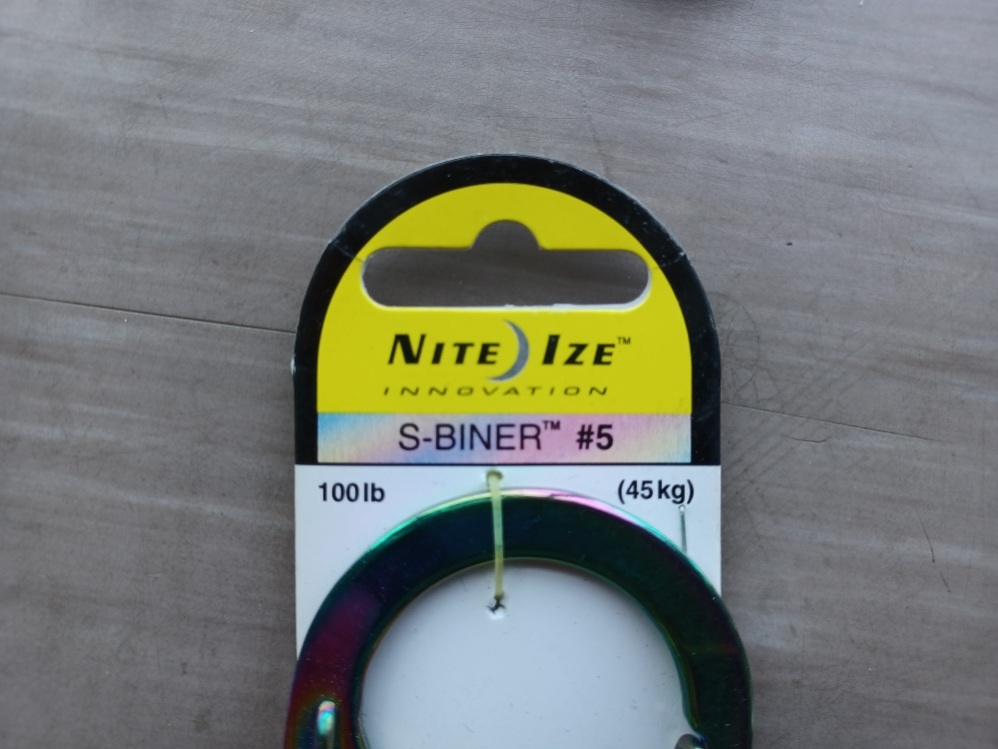 NITE IZE™
INNOVATION
S-BINER™ #5
100lb (45kg)